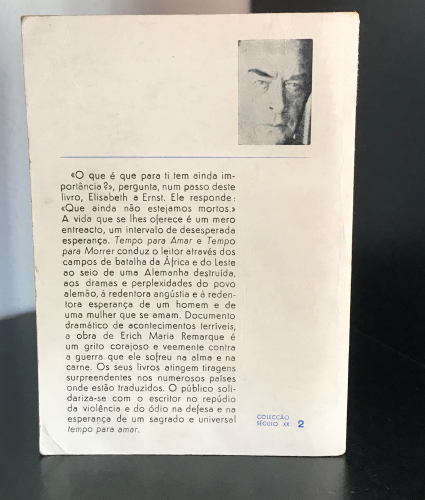 «O que é que para ti tem ainda im-
portância?», pergunta, num passo deste
livro, Elisabeth a Ernst. Ele responde:
«Que ainda não estejamos mortos.»
A vida que se lhes oferece é um mero
entreacto, um intervalo de desesperada
esperança. Tempo para Amar e Tempo
para Morrer conduz o leitor através dos
campos de batalha da África e do Leste
ao seio de uma Alemanha destruída,
aos dramas e perplexidades do povo
alemão, à redentora angústia e à reden-
tora esperança de um homem e de
uma mulher que se amam. Documento
dramático de acontecimentos terríveis,
a obra de Erich Maria Remarque é
um grito corajoso e veemente contra
a guerra que ele sofreu na alma e na
carne. Os seus livros atingem tiragens
surpreendentes nos numerosos países
onde estão traduzidos. O público soli-
dariza-se com o escritor no repúdio
da violência e do ódio na defesa e na
esperança de um sagrado e universal
tempo para amar.
COLECÇÃO
SÉCULO XX 2